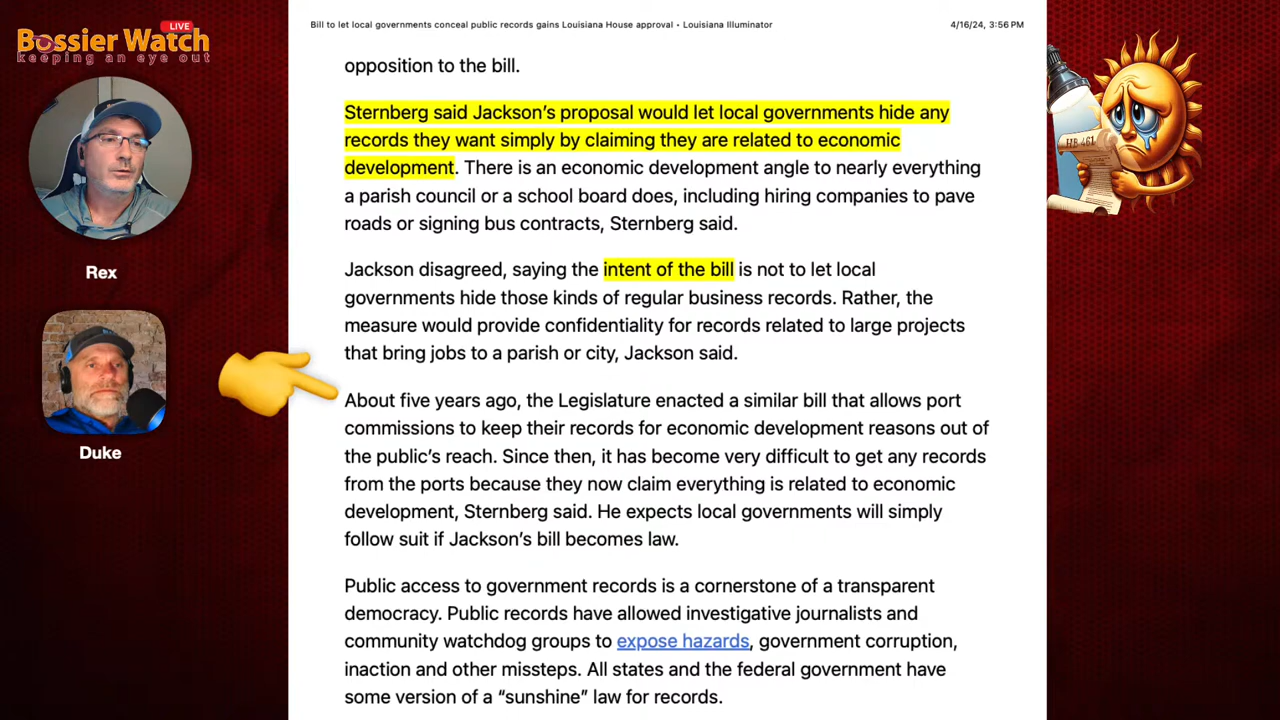 Bill to let local governments conceal public records gains Louisiana House approval • Louisiana Illuminator
4/16/24, 3:56 PM
LIVE
Bossier Watch
keeping an eye out
opposition to the bill.
Sternberg said Jackson's proposal would let local governments hide any
records they want simply by claiming they are related to economic
development. There is an economic development angle to nearly everything
a parish council or a school board does, including hiring companies to pave
roads or signing bus contracts, Sternberg said.
Jackson disagreed, saying the intent of the bill is not to let local
governments hide those kinds of regular business records. Rather, the
measure would provide confidentiality for records related to large projects
that bring jobs to a parish or city, Jackson said.
About five years ago, the Legislature enacted a similar bill that allows port
commissions to keep their records for economic development reasons out of
the public's reach. Since then, it has become very difficult to get any records
from the ports because they now claim everything is related to economic
development, Sternberg said. He expects local governments will simply
follow suit if Jackson's bill becomes law.
Public access to government records is a cornerstone of a transparent
democracy. Public records have allowed investigative journalists and
community watchdog groups to expose hazards, government corruption,
inaction and other missteps. All states and the federal government have
some version of a “sunshine” law for records.
Rex
Duke
HB 461